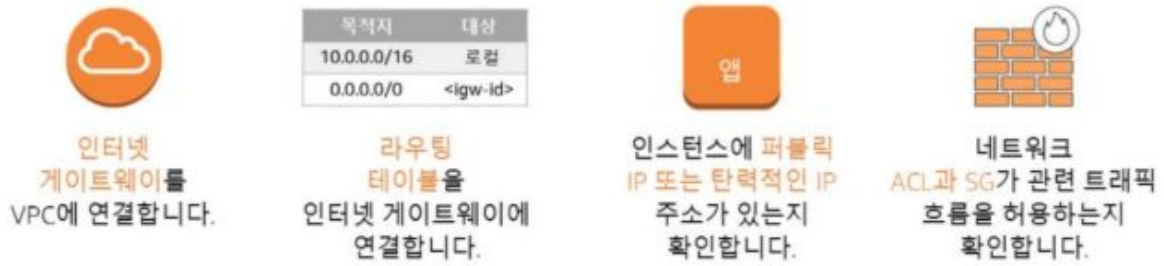 인터넷
게이트웨이를
VPC에 연결합니다.
목적지 대상
10.0.0.0/16 로컬
0.0.0.0/0 <igw-id>
라우팅
테이블을
인터넷 게이트웨이에
연결합니다.
앱
인스턴스에 퍼블릭
IP 또는 탄력적인 IP
주소가 있는지
확인합니다.
네트워크
ACL과 SG가 관련 트래픽
흐름을 허용하는지
확인합니다.